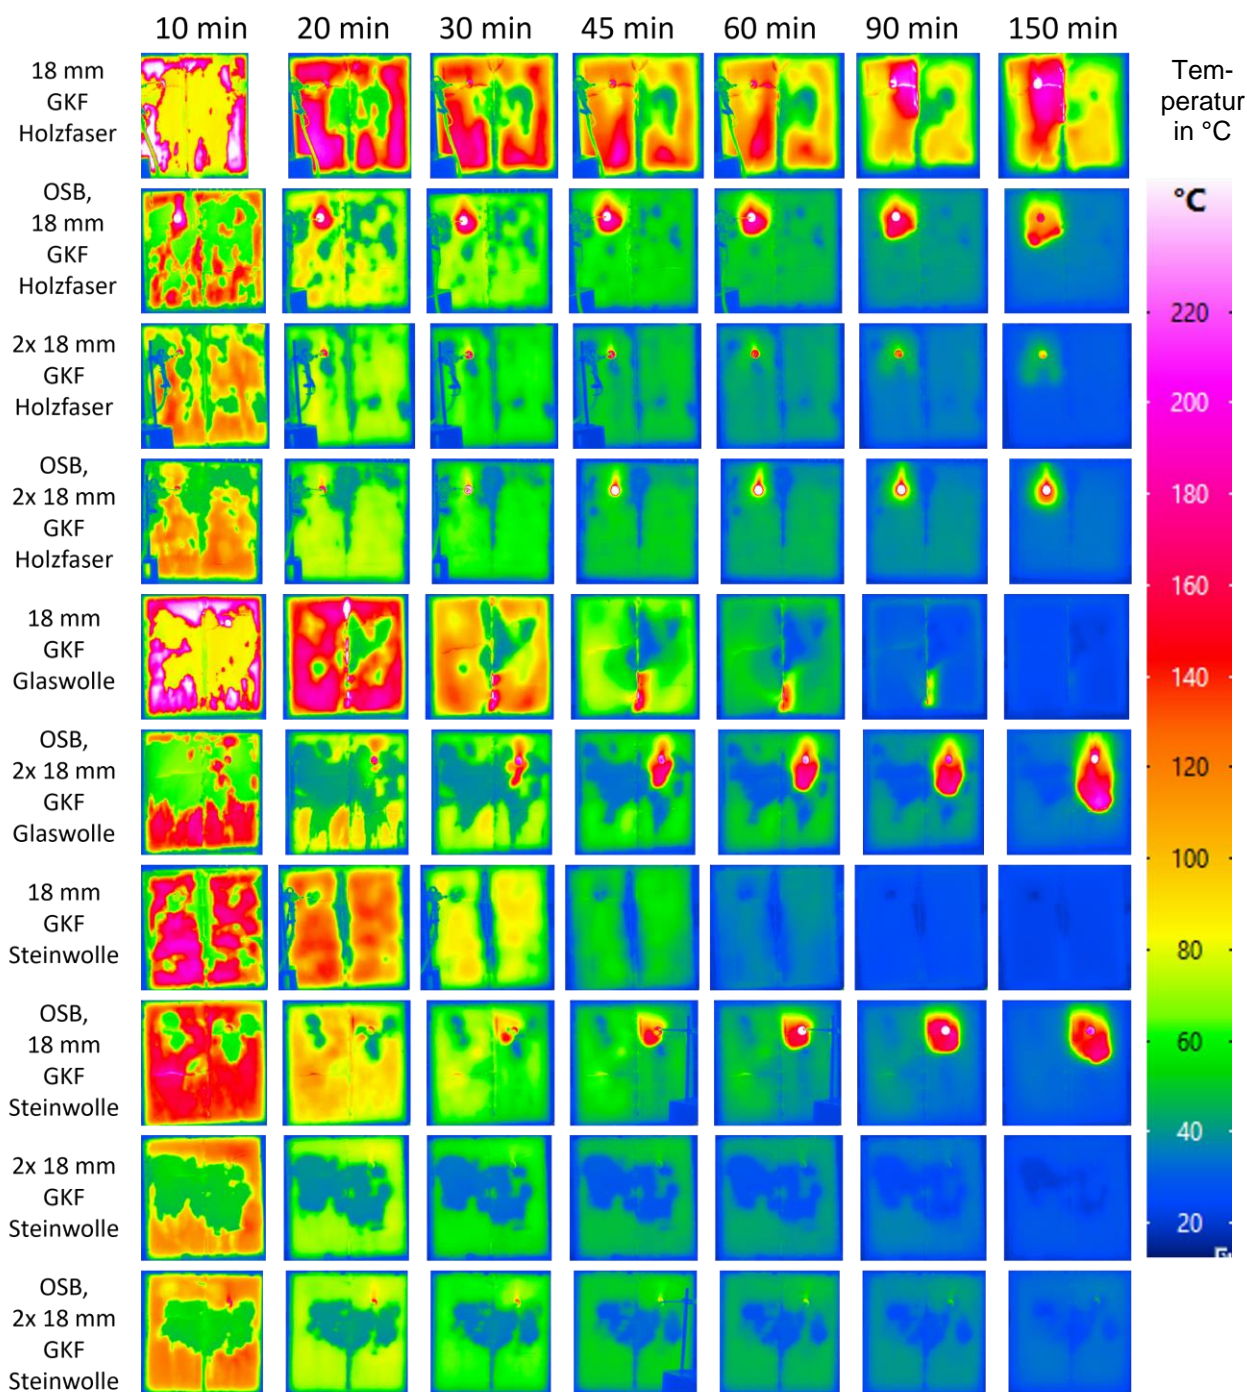 10 min 20 min 30 min 45 min 60 min 90 min 150 min
18 mm
GKF
Holzfaser
Tem-
peratur
in °C
OSB,
18 mm
GKF
Holzfaser
2x 18 mm
GKF
Holzfaser
OSB,
2x 18 mm
GKF
Holzfaser
18 mm
GKF
Glaswolle
OSB,
2x 18 mm
GKF
Glaswolle
18 mm
GKF
Steinwolle
OSB,
18 mm
GKF
Steinwolle
2x 18 mm
GKF
Steinwolle
OSB,
2x 18 mm
GKF
Steinwolle
°C
220
200
180
160
140
120
100
80
60
40
20